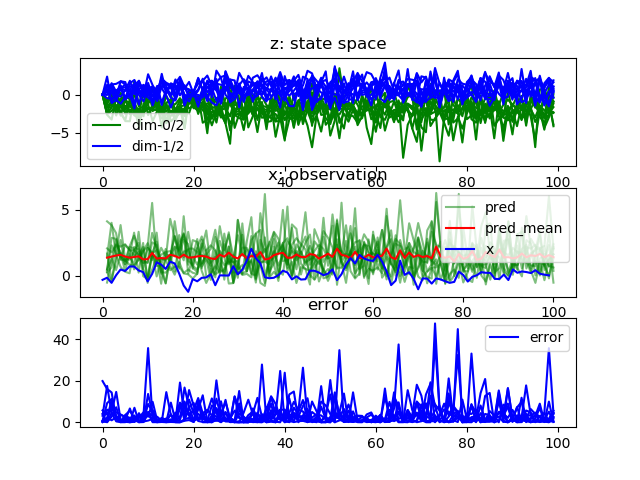 z: state space
0
−5
dim-0/2
dim-1/2
0 20 40 60 80 100
x: observation
5
0
pred
pred_mean
x
0 20 40 60 80 100
error
40
20
0
error
0 20 40 60 80 100